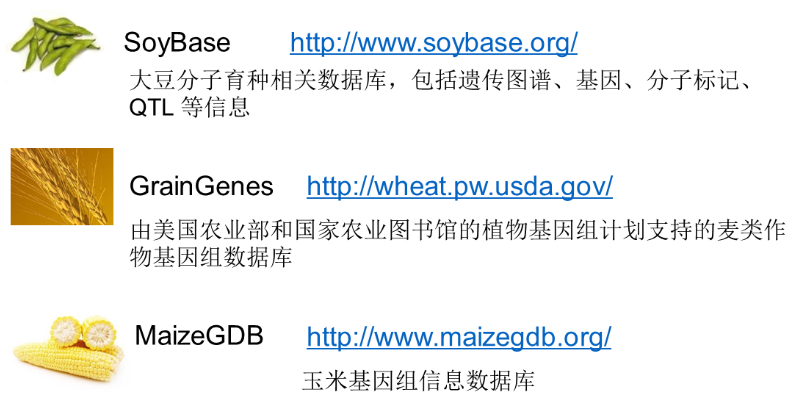 SoyBase http://www.soybase.org/
大豆分子育种相关数据库，包括遗传图谱、基因、分子标记、
QTL 等信息
GrainGenes http://wheat.pw.usda.gov/
由美国农业部和国家农业图书馆的植物基因组计划支持的麦类作
物基因组数据库
MaizeGDB http://www.maizegdb.org/
玉米基因组信息数据库